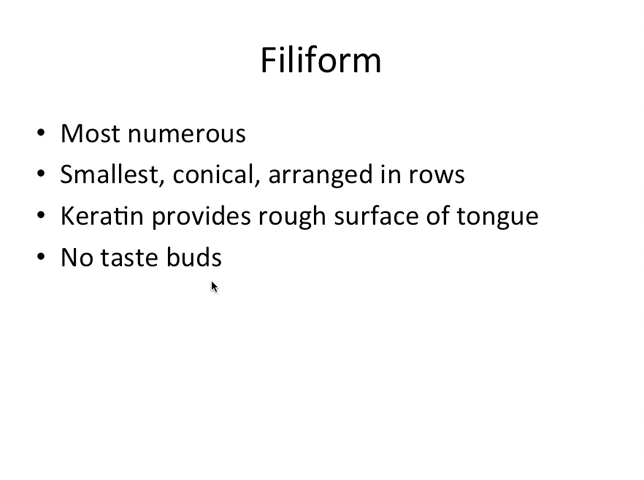 Filiform
• Most numerous
• Smallest, conical, arranged in rows
• Keratin provides rough surface of tongue
• No taste buds